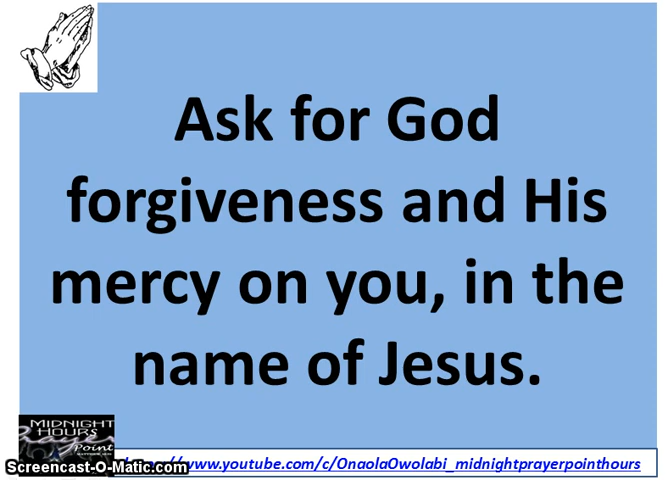 Ask for God
forgiveness and His
mercy on you, in the
name of Jesus.
MIDNIGHT
HOURS
Point
Screencast-O-Matic.com
www.youtube.com/c/OnaolaOwolabi_midnightprayerpointhours